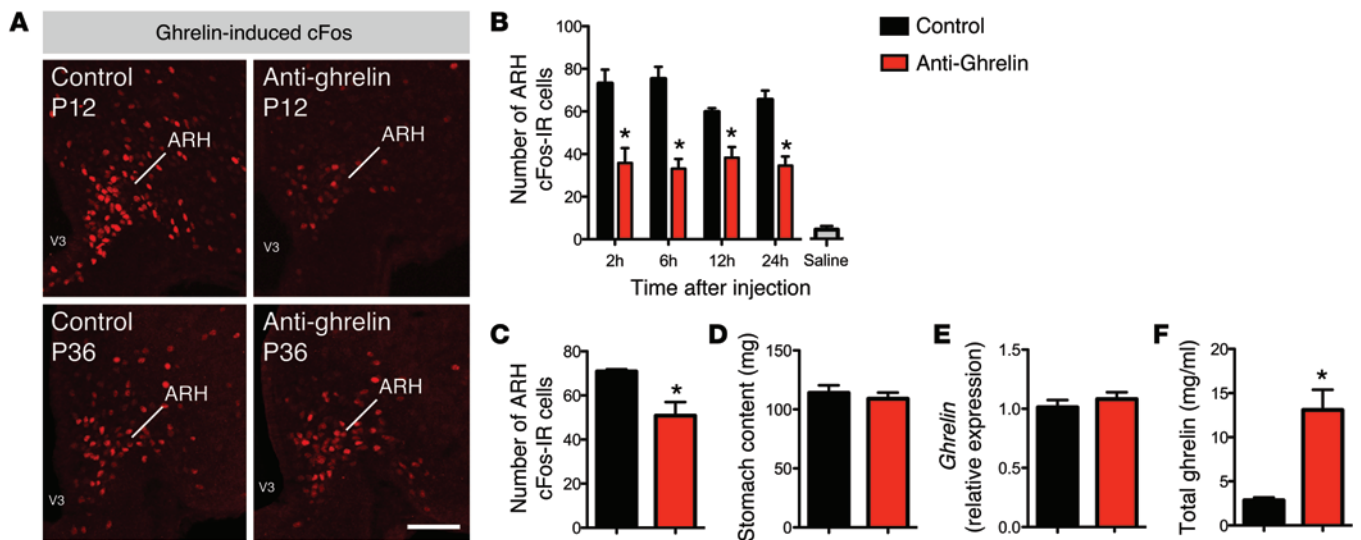 A
Ghrelin-induced cFos
Control
P12
ARH
V3
Anti-ghrelin
P12
ARH
V3
Control
P36
ARH
V3
Anti-ghrelin
P36
ARH
V3
B
Number of ARH
cFos-IR cells
100
80
60
40
20
0
*
*
*
*
2h
6h
12h
24h
Saline
Time after injection
Control
Anti-Ghrelin
C
Number of ARH
cFos-IR cells
80
60
40
20
0
*
D
Stomach content (mg)
150
100
50
0
E
Ghrelin
(relative expression)
1.5
1.0
0.5
0.0
F
Total ghrelin (mg/ml)
20
15
10
5
0
*